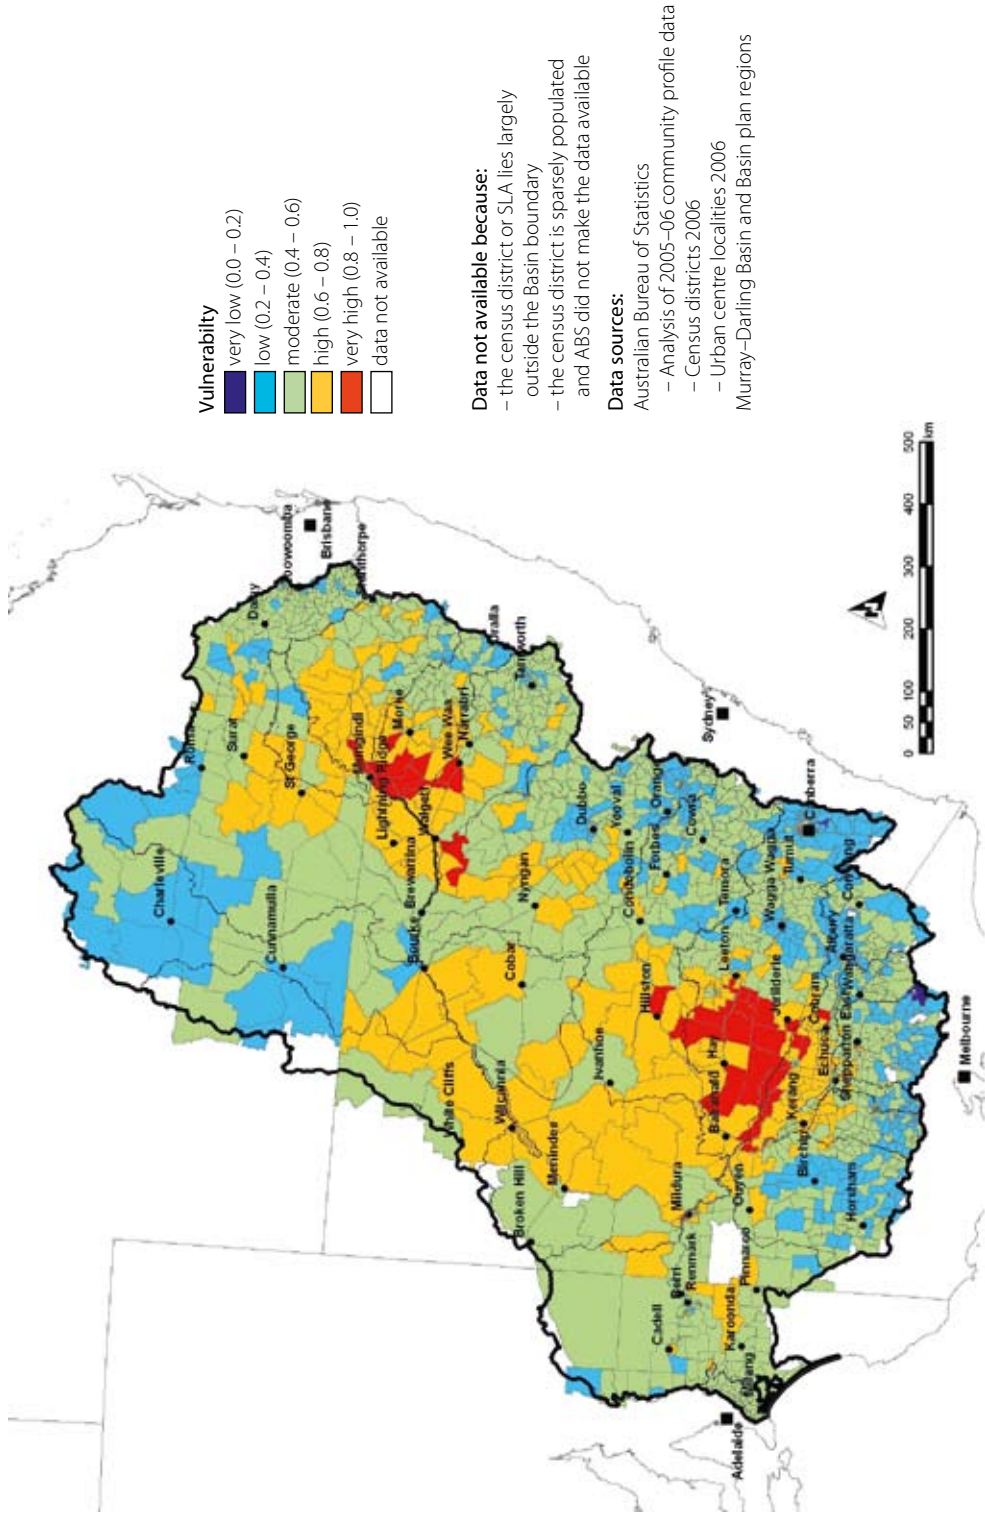 Vulnerabilty
very low (0.0 – 0.2)
low (0.2 – 0.4)
moderate (0.4 – 0.6)
high (0.6 – 0.8)
very high (0.8 – 1.0)
data not available
Data not available because:
– the census district or SLA lies largely
outside the Basin boundary
– the census district is sparsely populated
and ABS did not make the data available
Data sources:
Australian Bureau of Statistics
– Analysis of 2005–06 community profile data
– Census districts 2006
– Urban centre localities 2006
Murray–Darling Basin and Basin plan regions
Charleville
Roma
Dalby
Brisbane
Surat
Cunnamulla
St George
Mungindi
Lightning Ridge
Moree
Walgett
Wee Waa
Narrabri
Brewarrina
Bourke
Tamworth
Cobar
Nyngan
White Cliffs
Wilcannia
Menindee
Broken Hill
Ivanhoe
Dubbo
Yeoval
Condobolin
Forbes
Orange
Cowra
Sydney
Hillston
Mildura
Renmark
Berri
Cadell
Karoonda
Pinnaroo
Ouyen
Balranald
Hay
Leeton
Temora
Wagga Wagga
Tumut
Canberra
Jerilderie
Cobram
Albury
Corryong
Wangaratta
Echuca
Shepparton
Kerang
Birchip
Horsham
Melbourne
Milang
Adelaide
0 50 100 200 300 400 500
km